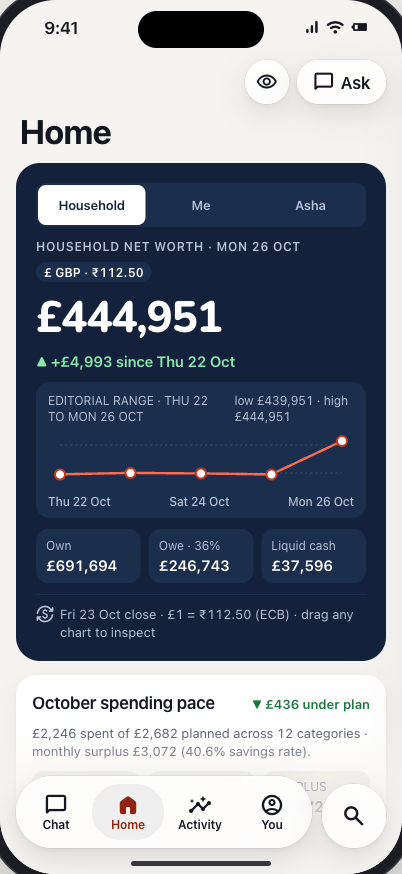 9:41
Ask
Home
Household
Me
Asha
HOUSEHOLD NET WORTH · MON 26 OCT
£ GBP · ₹112.50
£444,951
▲ +£4,993 since Thu 22 Oct
EDITORIAL RANGE · THU 22
TO MON 26 OCT
low £439,951 · high
£444,951
Thu 22 Oct
Sat 24 Oct
Mon 26 Oct
Own
£691,694
Owe · 36%
£246,743
Liquid cash
£37,596
Fri 23 Oct close · £1 = ₹112.50 (ECB) · drag any
chart to inspect
October spending pace
▼ £436 under plan
£2,246 spent of £2,682 planned across 12 categories ·
monthly surplus £3,072 (40.6% savings rate).
Chat
Home
Activity
You